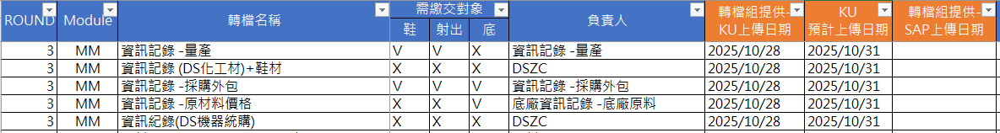 ROUND Module 轉檔名稱 需繳交對象 負責人 轉檔組提供- KU 轉檔組提供-
鞋 射出 底 KU上傳日期 預計上傳日期 SAP上傳日期
3 MM 資訊記錄 -量產 V V X 資訊記錄 -量產 2025/10/28 2025/10/31
3 MM 資訊記錄 (DS化工材)+鞋材 X X X DSZC 2025/10/28 2025/10/31
3 MM 資訊記錄 -採購外包 V V V 資訊記錄 -採購外包 2025/10/28 2025/10/31
3 MM 資訊記錄 -原材料價格 X X V 底廠資訊記錄 -底廠原料 2025/10/28 2025/10/31
3 MM 資訊紀錄(DS機器統購) X X X DSZC 2025/10/28 2025/10/31